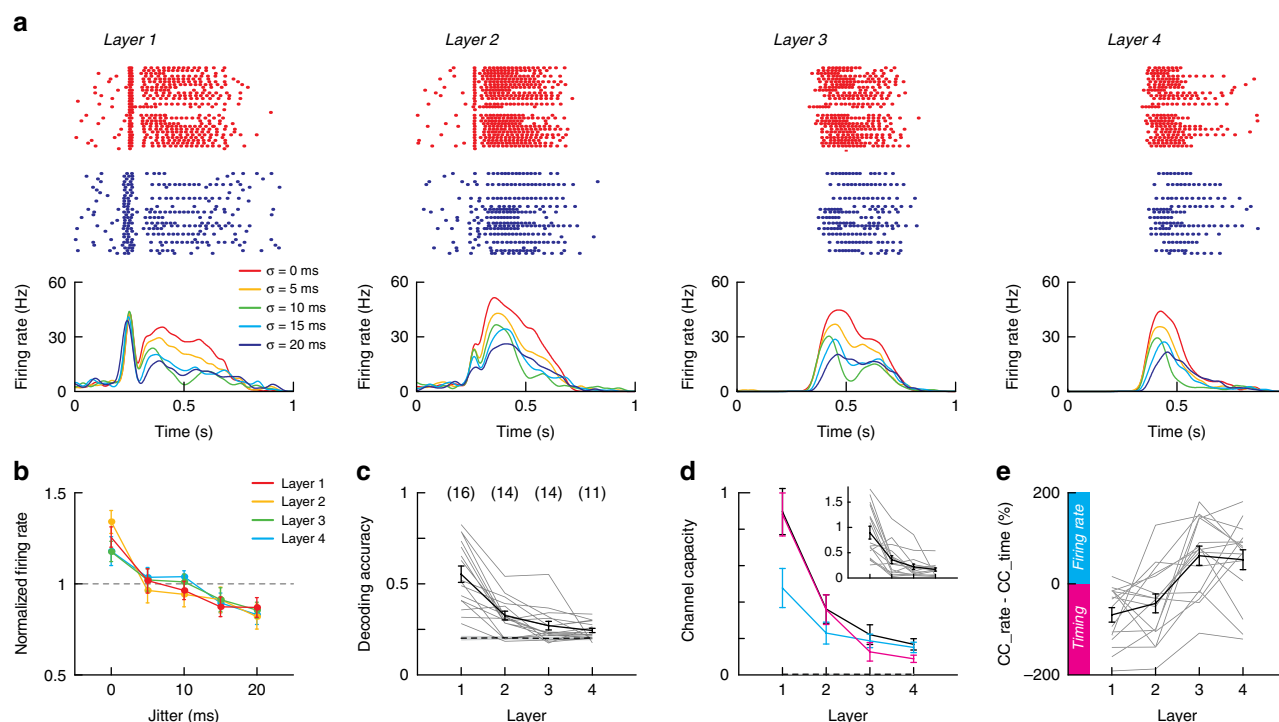 a
Layer 1
Layer 2
Layer 3
Layer 4
Firing rate (Hz)
60
30
0
0
0.5
1
Time (s)
σ = 0 ms
σ = 5 ms
σ = 10 ms
σ = 15 ms
σ = 20 ms
Firing rate (Hz)
60
30
0
0
0.5
1
Time (s)
Firing rate (Hz)
60
30
0
0
0.5
1
Time (s)
Firing rate (Hz)
60
30
0
0
0.5
1
Time (s)
b
Normalized firing rate
1.5
1
0.5
0
10
20
Jitter (ms)
Layer 1
Layer 2
Layer 3
Layer 4
c
Decoding accuracy
1
0.5
0
(16)
(14)
(14)
(11)
1
2
3
4
Layer
d
Channel capacity
1
0
1.5
1
0.5
0
1
2
3
4
Layer
e
CC_rate - CC_time (%)
200
0
−200
Firing rate
Timing
1
2
3
4
Layer